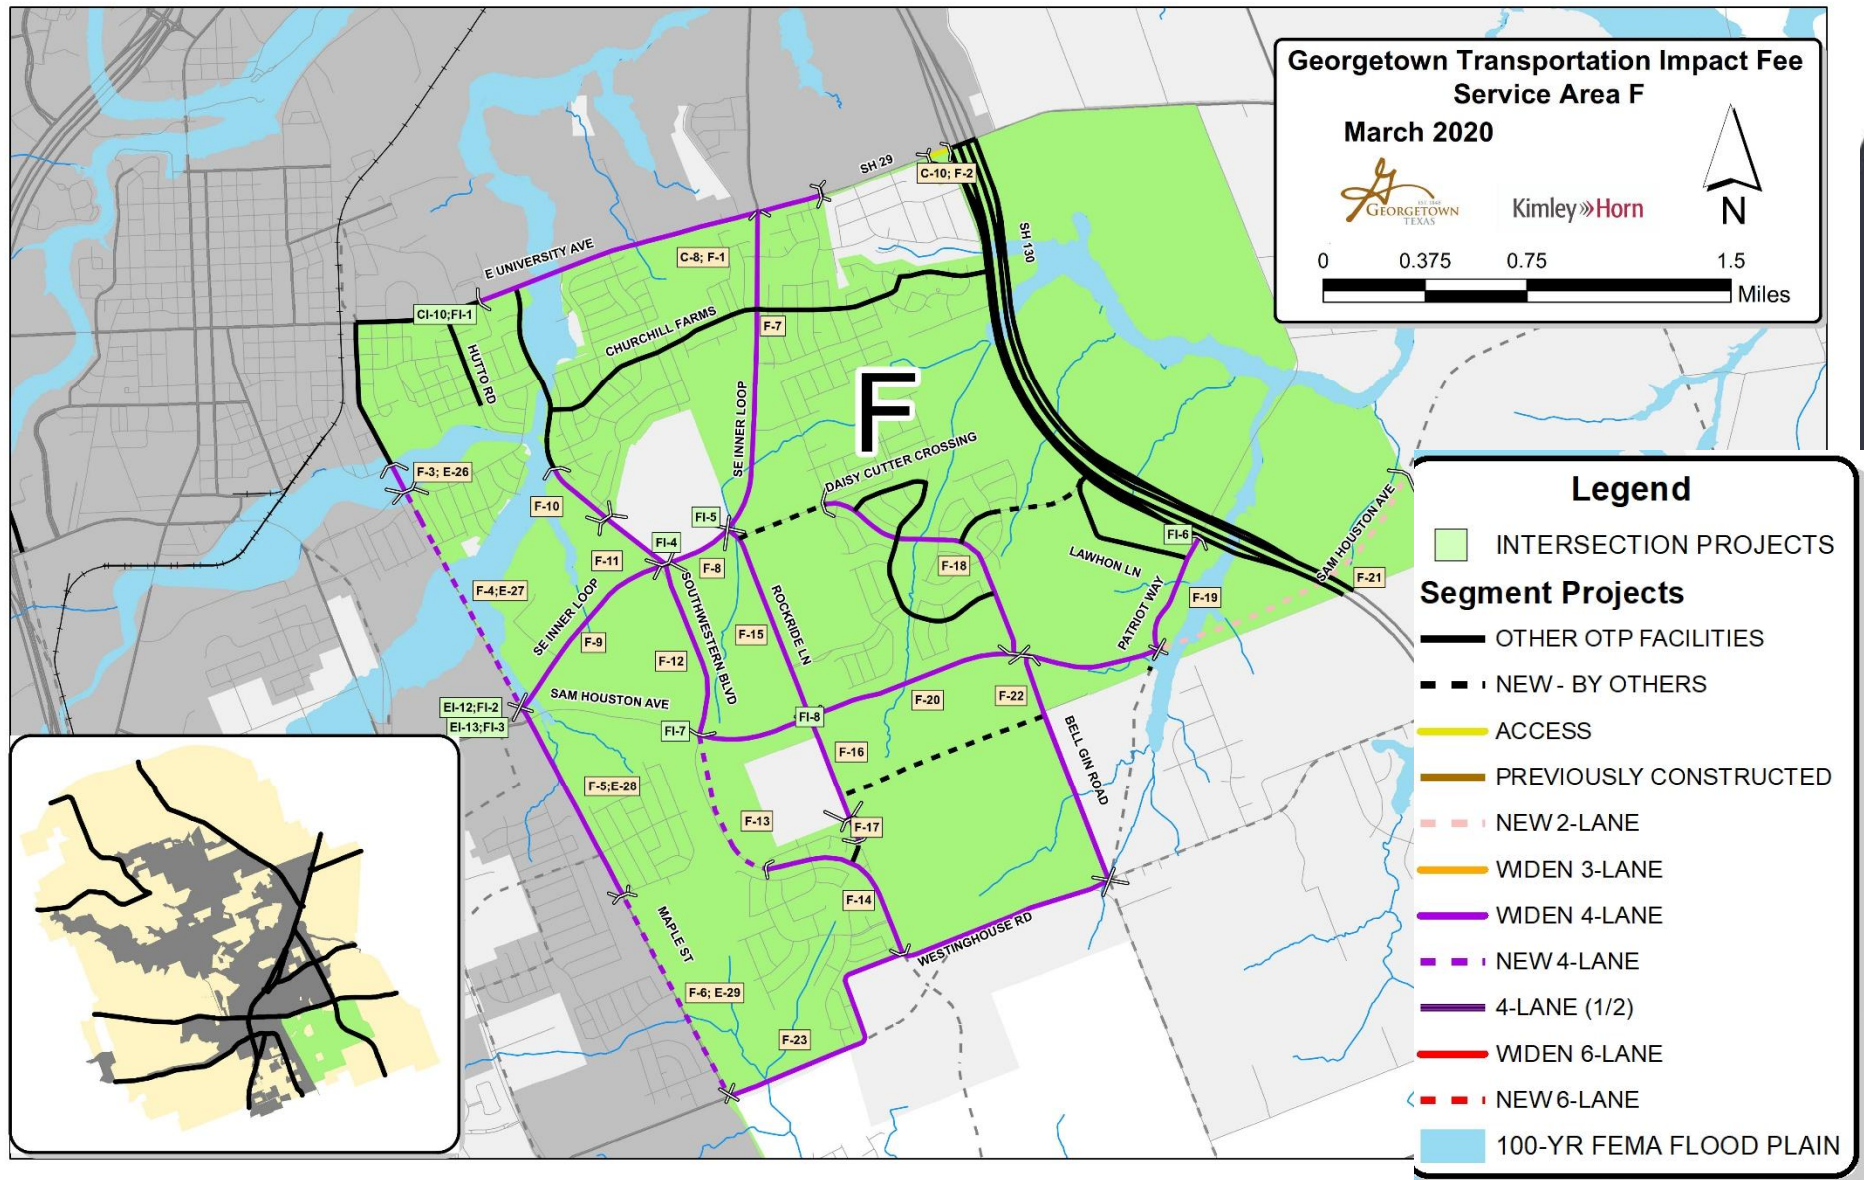 Georgetown Transportation Impact Fee
Service Area F
March 2020
EST. 1848
GEORGETOWN
TEXAS
Kimley»Horn
N
0 0.375 0.75 1.5
Miles
SH 29
C-10; F-2
SH 130
E UNIVERSITY AVE
C-8; F-1
CI-10;FI-1
HUTTO RD
CHURCHILL FARMS
F-7
F
SE INNER LOOP
DAISY CUTTER CROSSING
F-3; E-26
F-10
FI-5
FI-4
F-11
F-8
F-18
LAWHON LN
FI-6
SAM HOUSTON AVE
F-21
F-4;E-27
SE INNER LOOP
SOUTHWESTERN BLVD
ROCKRIDE LN
PATRIOT WAY
F-19
F-9
F-15
F-12
SAM HOUSTON AVE
EI-12;FI-2
EI-13;FI-3
FI-7
FI-8
F-20
F-22
BELL GIN ROAD
F-16
F-5;E-28
F-13
F-17
F-14
MAPLE ST
WESTINGHOUSE RD
F-6; E-29
F-23
Legend
INTERSECTION PROJECTS
Segment Projects
OTHER OTP FACILITIES
NEW - BY OTHERS
ACCESS
PREVIOUSLY CONSTRUCTED
NEW 2-LANE
WIDEN 3-LANE
WIDEN 4-LANE
NEW 4-LANE
4-LANE (1/2)
WIDEN 6-LANE
NEW 6-LANE
100-YR FEMA FLOOD PLAIN